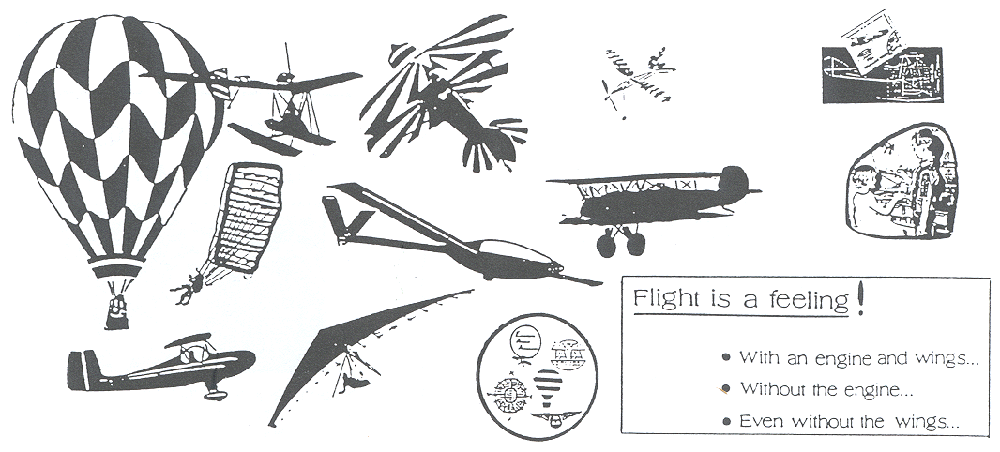 Flight is a feeling!
• With an engine and wings...
• Without the engine...
• Even without the wings...